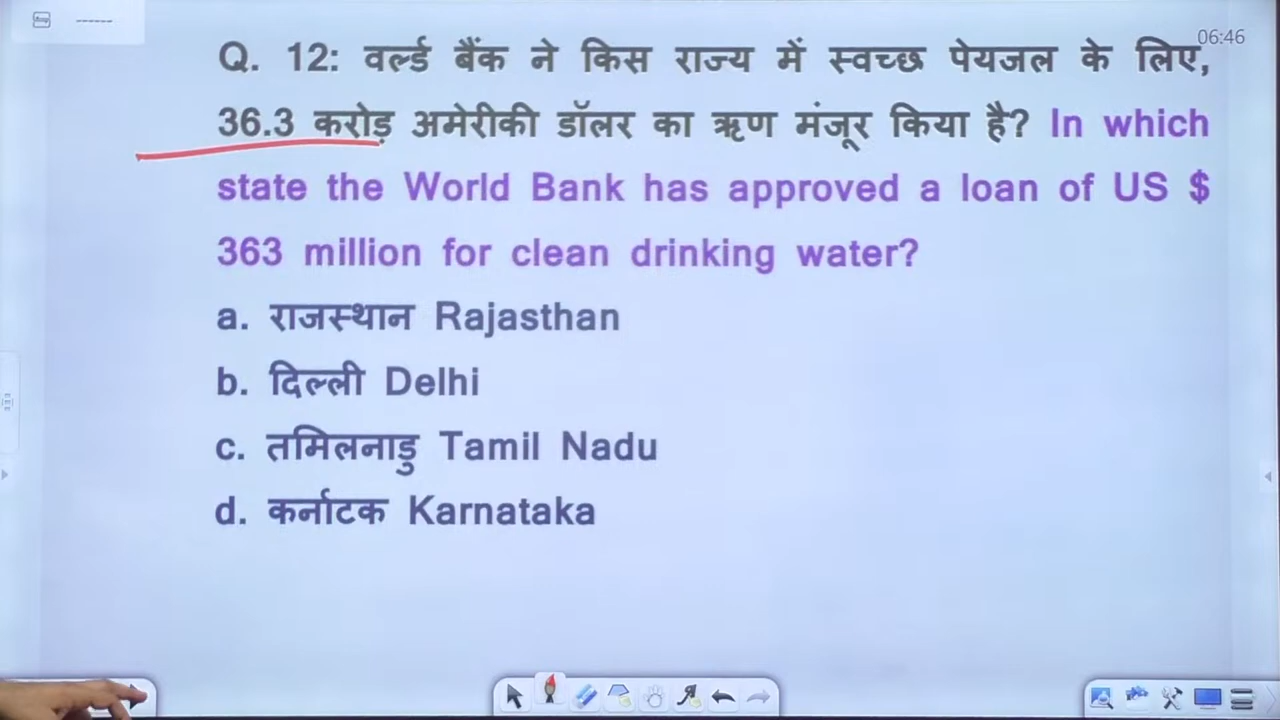 06:46
Q. 12: वर्ल्ड बैंक ने किस राज्य में स्वच्छ पेयजल के लिए,
36.3 करोड़ अमेरीकी डॉलर का ऋण मंजूर किया है? In which
state the World Bank has approved a loan of US $
363 million for clean drinking water?
a. राजस्थान Rajasthan
b. दिल्ली Delhi
c. तमिलनाडु Tamil Nadu
d. कर्नाटक Karnataka